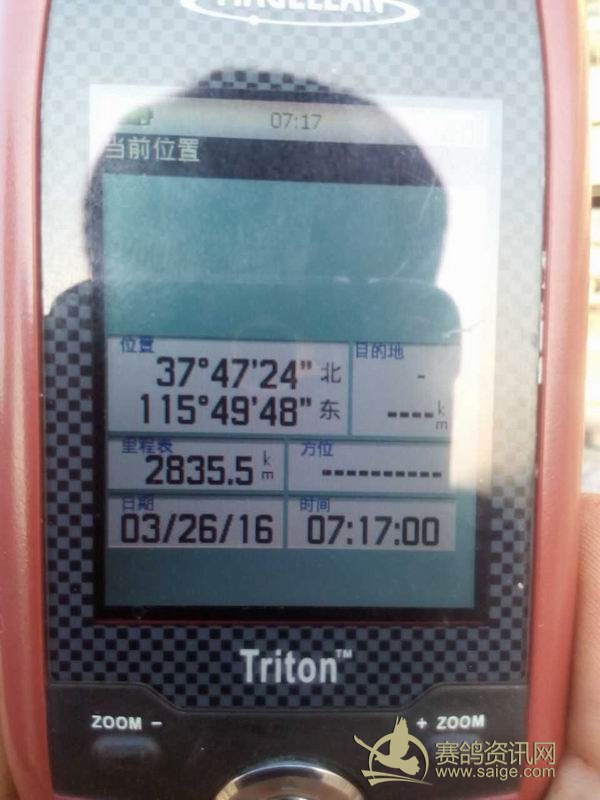 MAGELLAN
07:17
当前位置
位置
37°47'24" 北
115°49'48" 东
目的地
-
---- km
里程表
2835.5 km
方位
----------
日期
03/26/16
时间
07:17:00
Triton™
ZOOM −
+ ZOOM
赛鸽资讯网
www.saige.com